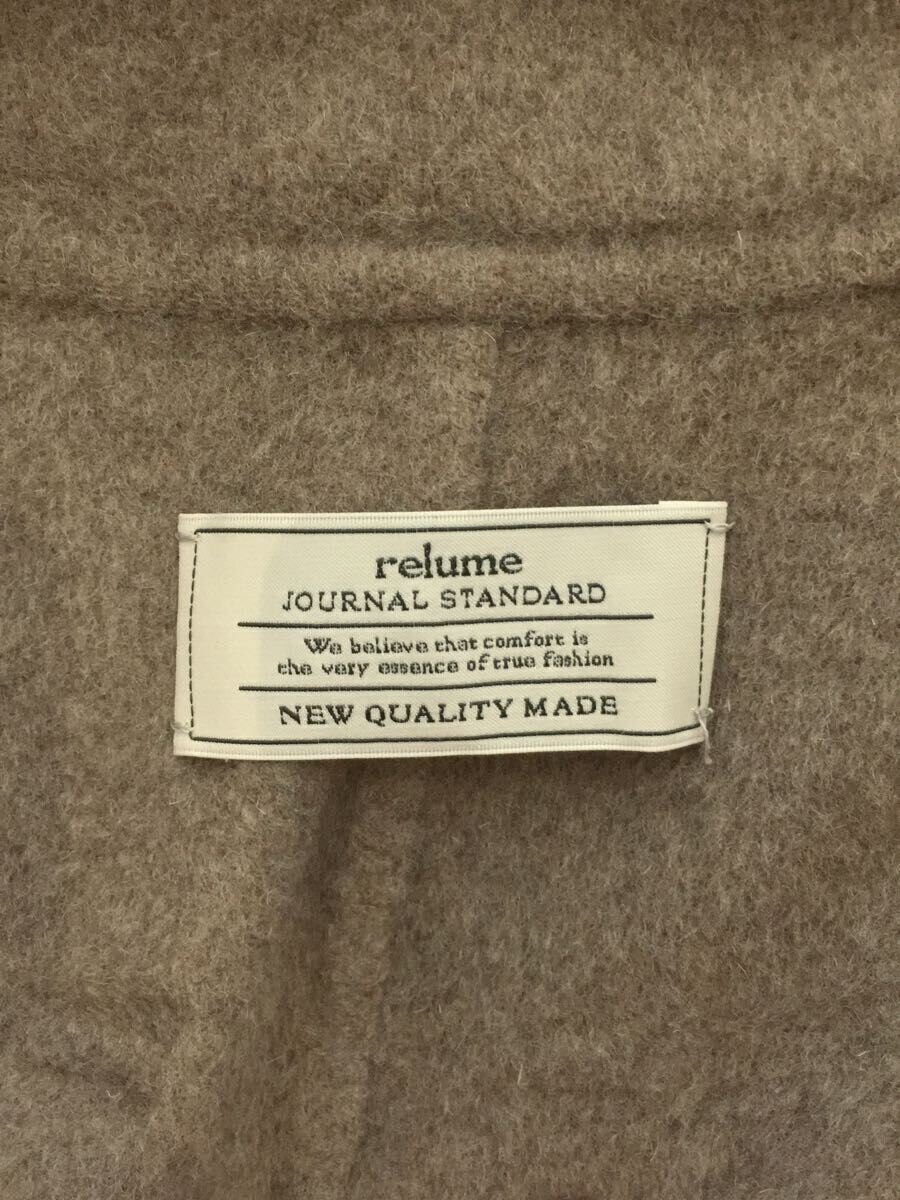 relume
JOURNAL STANDARD
We believe that comfort is
the very essence of true fashion
NEW QUALITY MADE